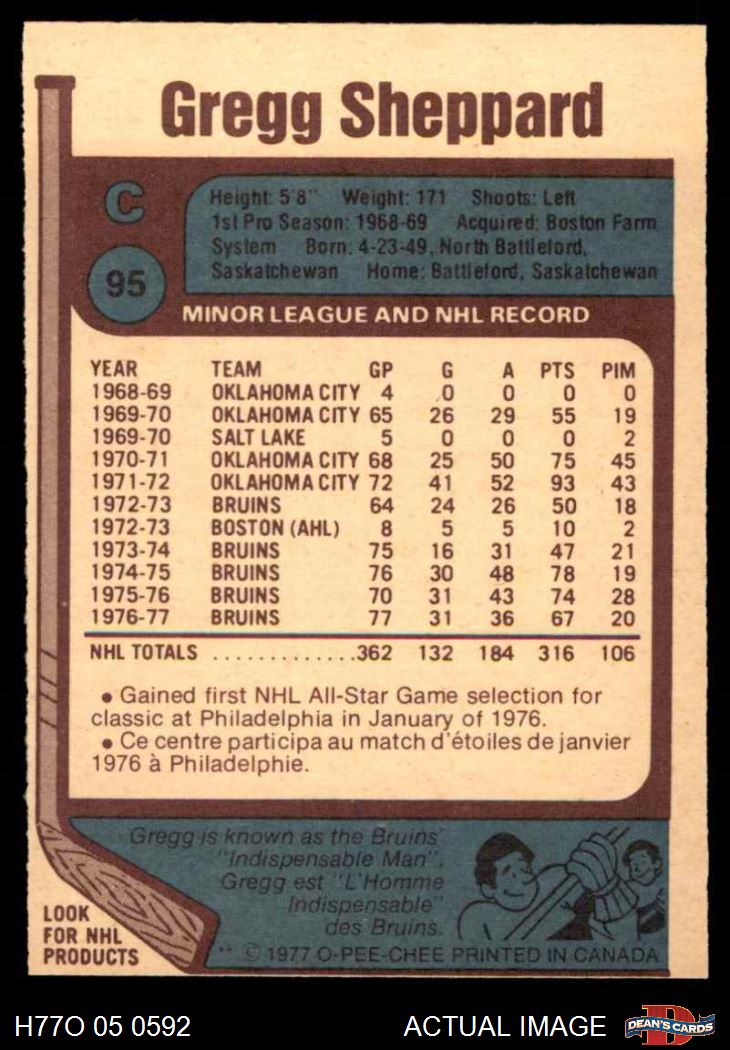 Gregg Sheppard
C
95
Height: 5'8" Weight: 171 Shoots: Left
1st Pro Season: 1968-69 Acquired: Boston Farm
System Born: 4-23-49, North Battleford,
Saskatchewan Home: Battleford, Saskatchewan
MINOR LEAGUE AND NHL RECORD
YEAR TEAM GP G A PTS PIM
1968-69 OKLAHOMA CITY 4 0 0 0 0
1969-70 OKLAHOMA CITY 65 26 29 55 19
1969-70 SALT LAKE 5 0 0 0 2
1970-71 OKLAHOMA CITY 68 25 50 75 45
1971-72 OKLAHOMA CITY 72 41 52 93 43
1972-73 BRUINS 64 24 26 50 18
1972-73 BOSTON (AHL) 8 5 5 10 2
1973-74 BRUINS 75 16 31 47 21
1974-75 BRUINS 76 30 48 78 19
1975-76 BRUINS 70 31 43 74 28
1976-77 BRUINS 77 31 36 67 20
NHL TOTALS .............362 132 184 316 106
• Gained first NHL All-Star Game selection for
classic at Philadelphia in January of 1976.
• Ce centre participa au match d'étoiles de janvier
1976 à Philadelphie.
Gregg is known as the Bruins'
"Indispensable Man".
Gregg est "L'Homme
Indispensable"
des Bruins.
LOOK
FOR NHL
PRODUCTS
** © 1977 O-PEE-CHEE PRINTED IN CANADA
H77O 05 0592 ACTUAL IMAGE
D
DEAN'S CARDS